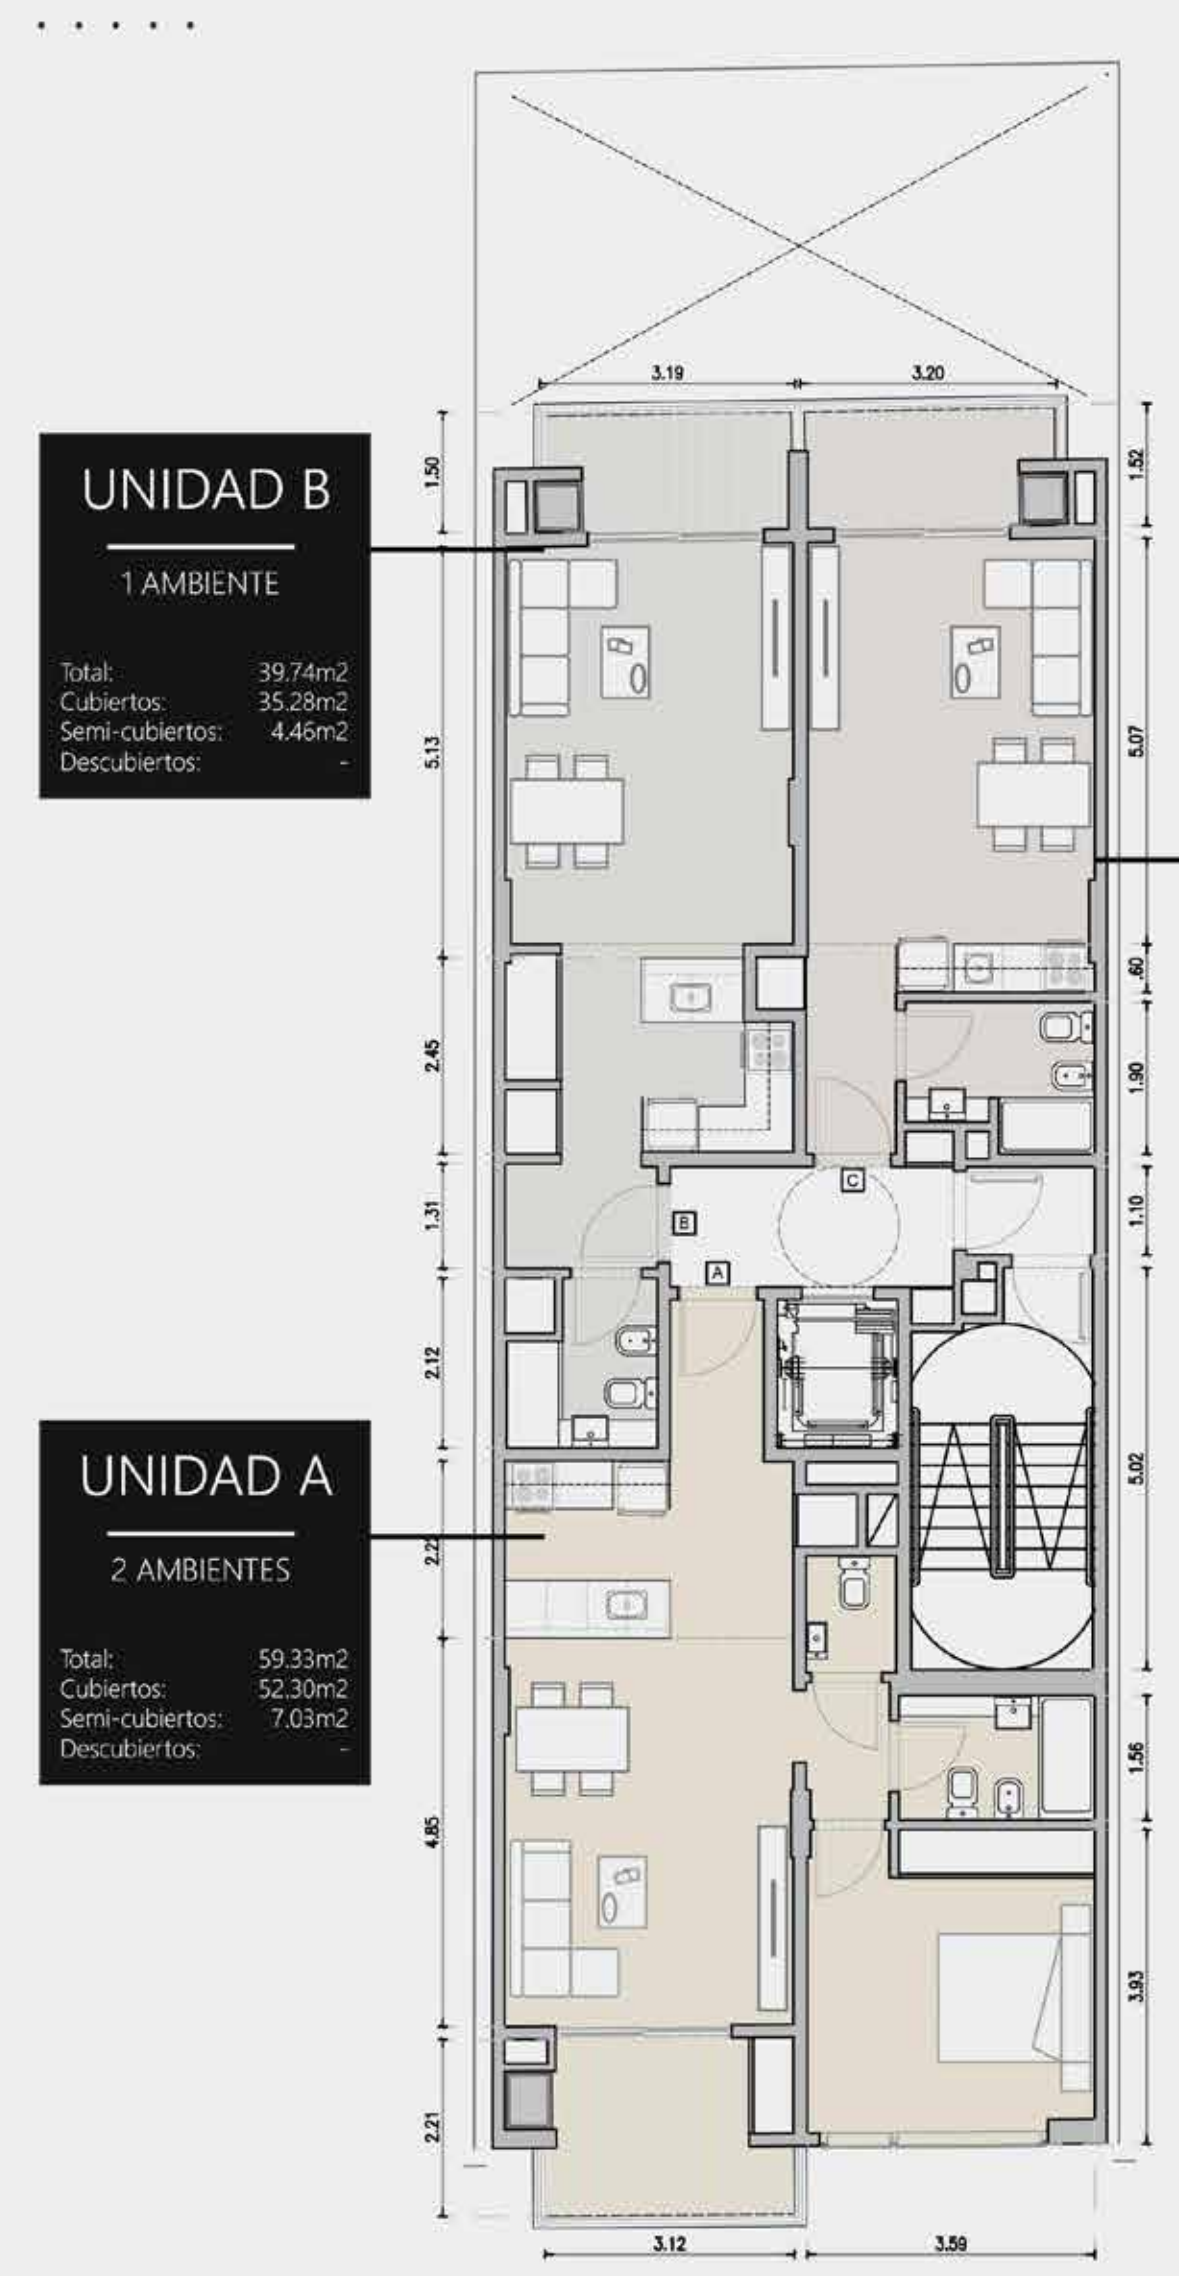 3.19
3.20
1.50
1.52
UNIDAD B
1 AMBIENTE
Total: 39.74m2
Cubiertos: 35.28m2
Semi-cubiertos: 4.46m2
Descubiertos: -
5.13
5.07
.60
2.45
1.90
C
1.31
B
1.10
A
2.12
UNIDAD A
2 AMBIENTES
Total: 59.33m2
Cubiertos: 52.30m2
Semi-cubiertos: 7.03m2
Descubiertos: -
5.02
1.56
4.85
3.93
2.21
3.12
3.59